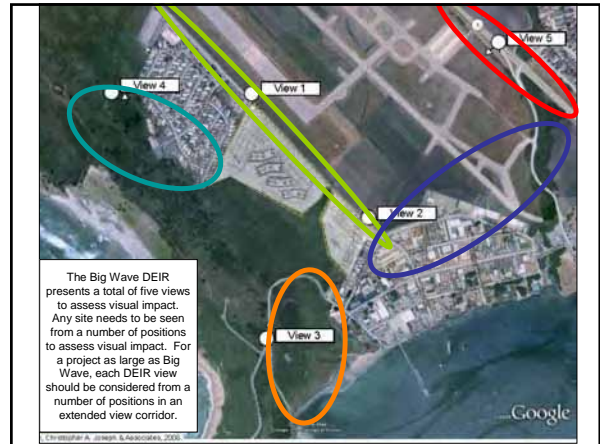 View 5
View 4
View 1
View 2
The Big Wave DEIR
presents a total of five views
to assess visual impact.
Any site needs to be seen
from a number of positions
to assess visual impact. For
a project as large as Big
Wave, each DEIR view
should be considered from a
number of positions in an
extended view corridor.
View 3
Google
Christopher A. Joseph & Associates, 2008.